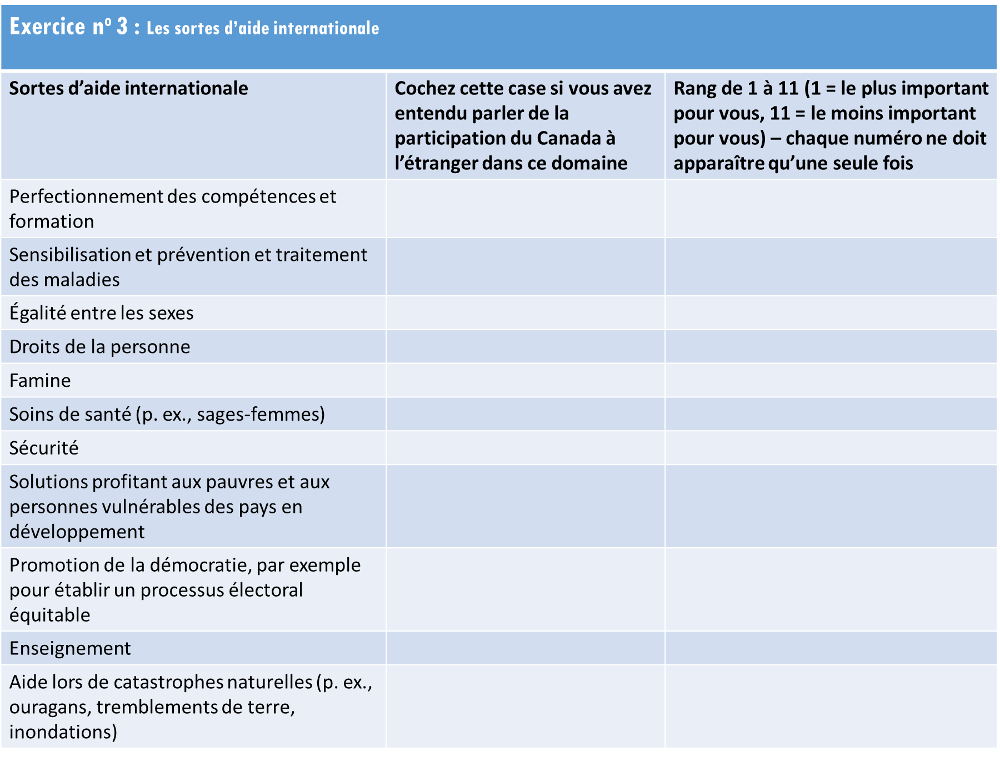 Exercice nº 3 : Les sortes d’aide internationale
Sortes d’aide internationale
Cochez cette case si vous avez
entendu parler de la
participation du Canada à
l’étranger dans ce domaine
Rang de 1 à 11 (1 = le plus important
pour vous, 11 = le moins important
pour vous) – chaque numéro ne doit
apparaître qu’une seule fois
Perfectionnement des compétences et
formation
Sensibilisation et prévention et traitement
des maladies
Égalité entre les sexes
Droits de la personne
Famine
Soins de santé (p. ex., sages-femmes)
Sécurité
Solutions profitant aux pauvres et aux
personnes vulnérables des pays en
développement
Promotion de la démocratie, par exemple
pour établir un processus électoral
équitable
Enseignement
Aide lors de catastrophes naturelles (p. ex.,
ouragans, tremblements de terre,
inondations)